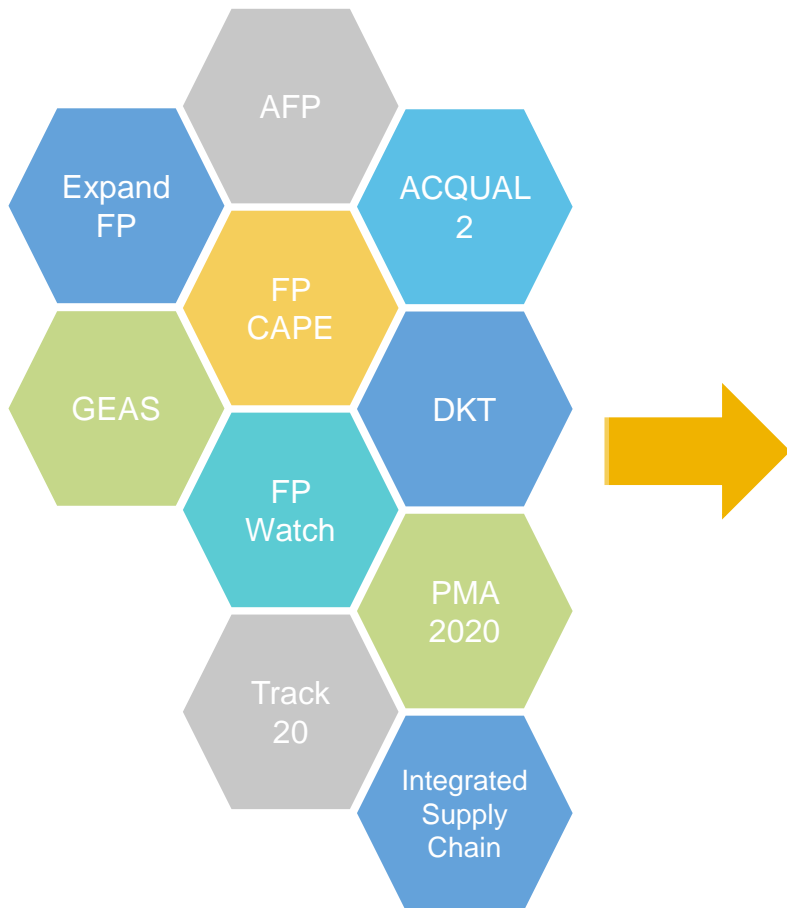 AFP
Expand
FP
ACQUAL
2
FP
CAPE
GEAS
DKT
FP
Watch
PMA
2020
Track
20
Integrated
Supply
Chain